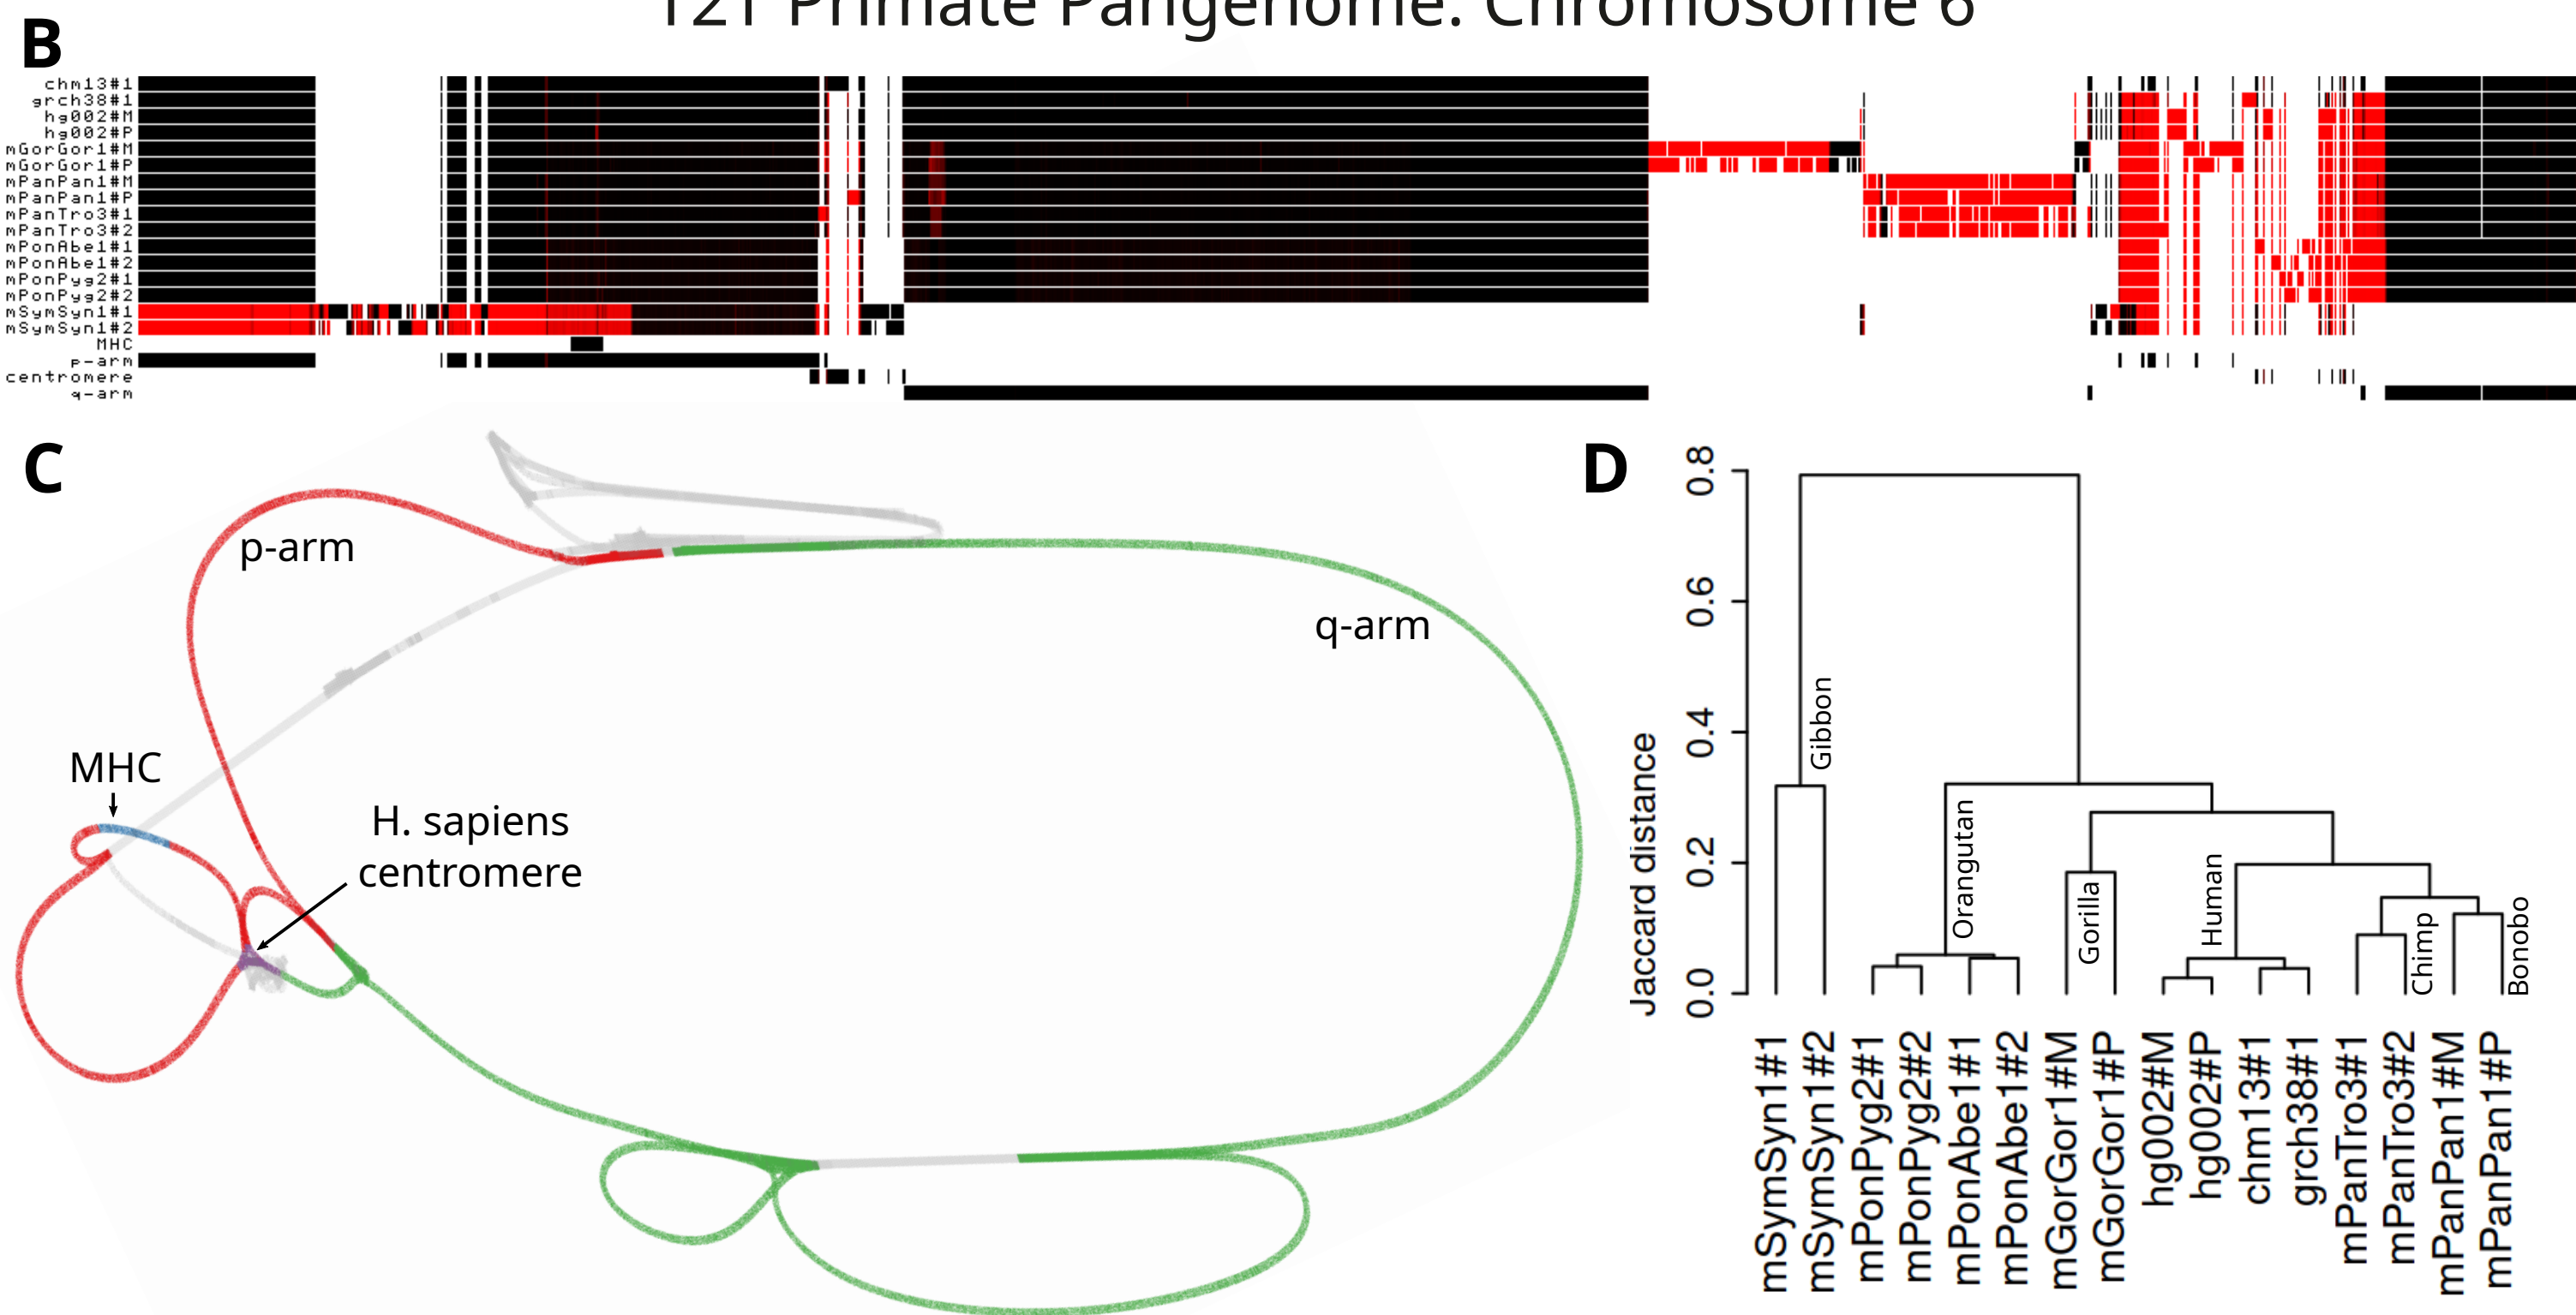 T2T Primate Pangenome: Chromosome 6
B
chm13#1
grch38#1
hg002#M
hg002#P
mGorGor1#M
mGorGor1#P
mPanPan1#M
mPanPan1#P
mPanTro3#1
mPanTro3#2
mPonAbe1#1
mPonAbe1#2
mPonPyg2#1
mPonPyg2#2
mSymSyn1#1
mSymSyn1#2
MHC
p-arm
centromere
q-arm
C
p-arm
q-arm
MHC
H. sapiens
centromere
D
Jaccard distance
0.8
0.6
0.4
0.2
0.0
Gibbon
Orangutan
Gorilla
Human
Chimp
Bonobo
mSymSyn1#1
mSymSyn1#2
mPonPyg2#1
mPonPyg2#2
mPonAbe1#1
mPonAbe1#2
mGorGor1#M
mGorGor1#P
hg002#M
hg002#P
chm13#1
grch38#1
mPanTro3#1
mPanTro3#2
mPanPan1#M
mPanPan1#P